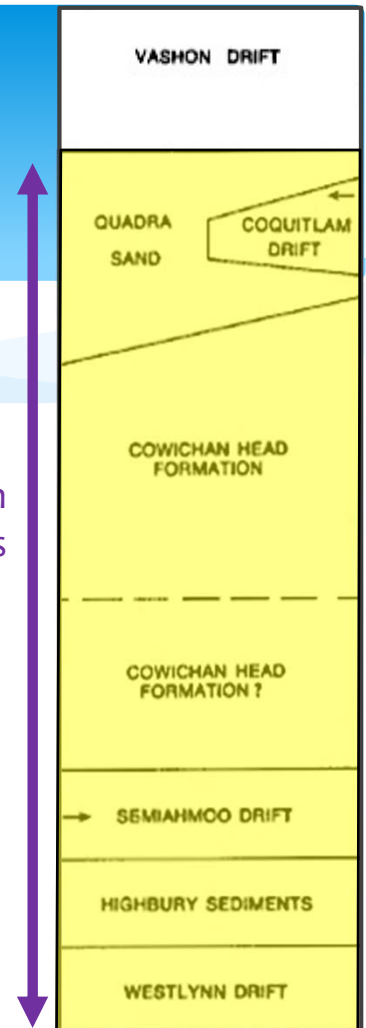 VASHON DRIFT
QUADRA
SAND
COQUITLAM
DRIFT
COWICHAN HEAD
FORMATION
COWICHAN HEAD
FORMATION ?
SEMIAHMOO DRIFT
HIGHBURY SEDIMENTS
WESTLYNN DRIFT